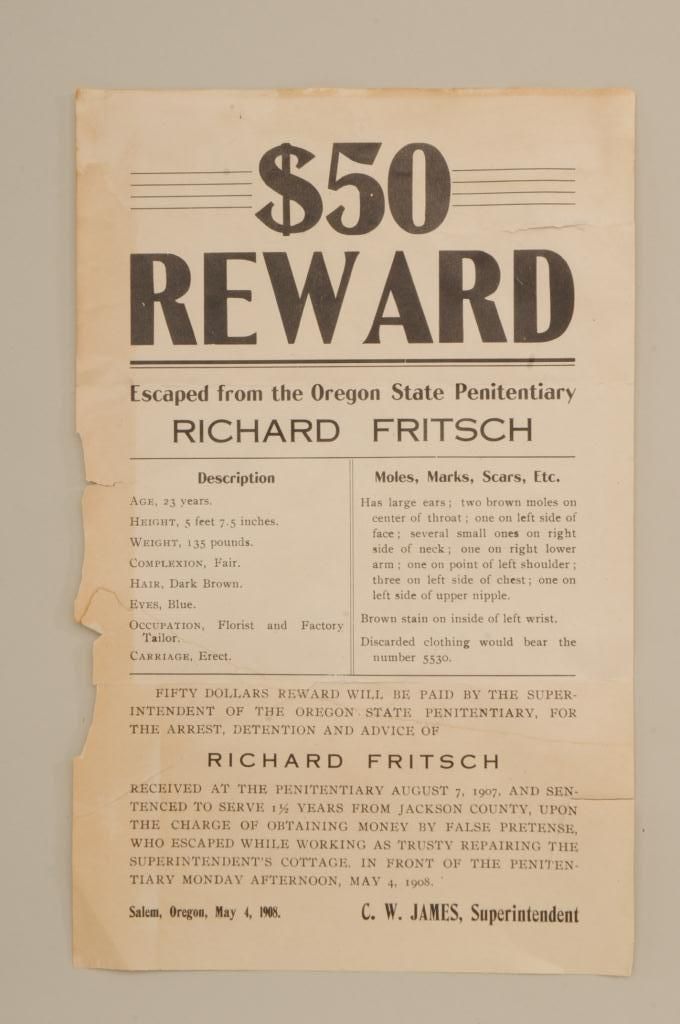 $50
REWARD
Escaped from the Oregon State Penitentiary
RICHARD FRITSCH
Description
AGE, 23 years.
HEIGHT, 5 feet 7.5 inches.
WEIGHT, 135 pounds.
COMPLEXION, Fair.
HAIR, Dark Brown.
EYES, Blue.
OCCUPATION, Florist and Factory
Tailor.
CARRIAGE, Erect.
Moles, Marks, Scars, Etc.
Has large ears; two brown moles on
center of throat; one on left side of
face; several small ones on right
side of neck; one on right lower
arm; one on point of left shoulder;
three on left side of chest; one on
left side of upper nipple.
Brown stain on inside of left wrist.
Discarded clothing would bear the
number 5530.
FIFTY DOLLARS REWARD WILL BE PAID BY THE SUPER-
INTENDENT OF THE OREGON STATE PENITENTIARY, FOR
THE ARREST, DETENTION AND ADVICE OF
RICHARD FRITSCH
RECEIVED AT THE PENITENTIARY AUGUST 7, 1907, AND SEN-
TENCED TO SERVE 1½ YEARS FROM JACKSON COUNTY, UPON
THE CHARGE OF OBTAINING MONEY BY FALSE PRETENSE,
WHO ESCAPED WHILE WORKING AS TRUSTY REPAIRING THE
SUPERINTENDENT'S COTTAGE, IN FRONT OF THE PENITEN-
TIARY MONDAY AFTERNOON, MAY 4, 1908.
Salem, Oregon, May 4, 1908.
C. W. JAMES, Superintendent